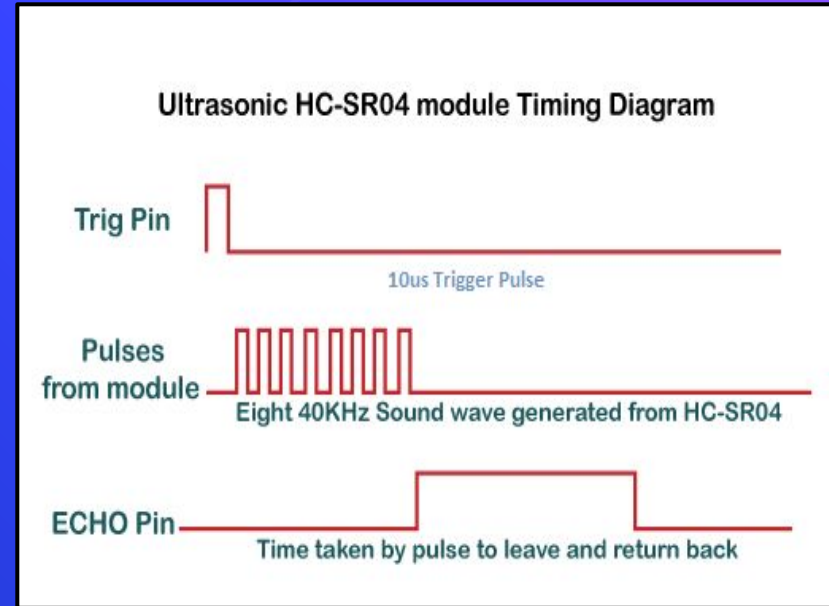 Ultrasonic HC-SR04 module Timing Diagram
Trig Pin
10us Trigger Pulse
Pulses
from module
Eight 40KHz Sound wave generated from HC-SR04
ECHO Pin
Time taken by pulse to leave and return back